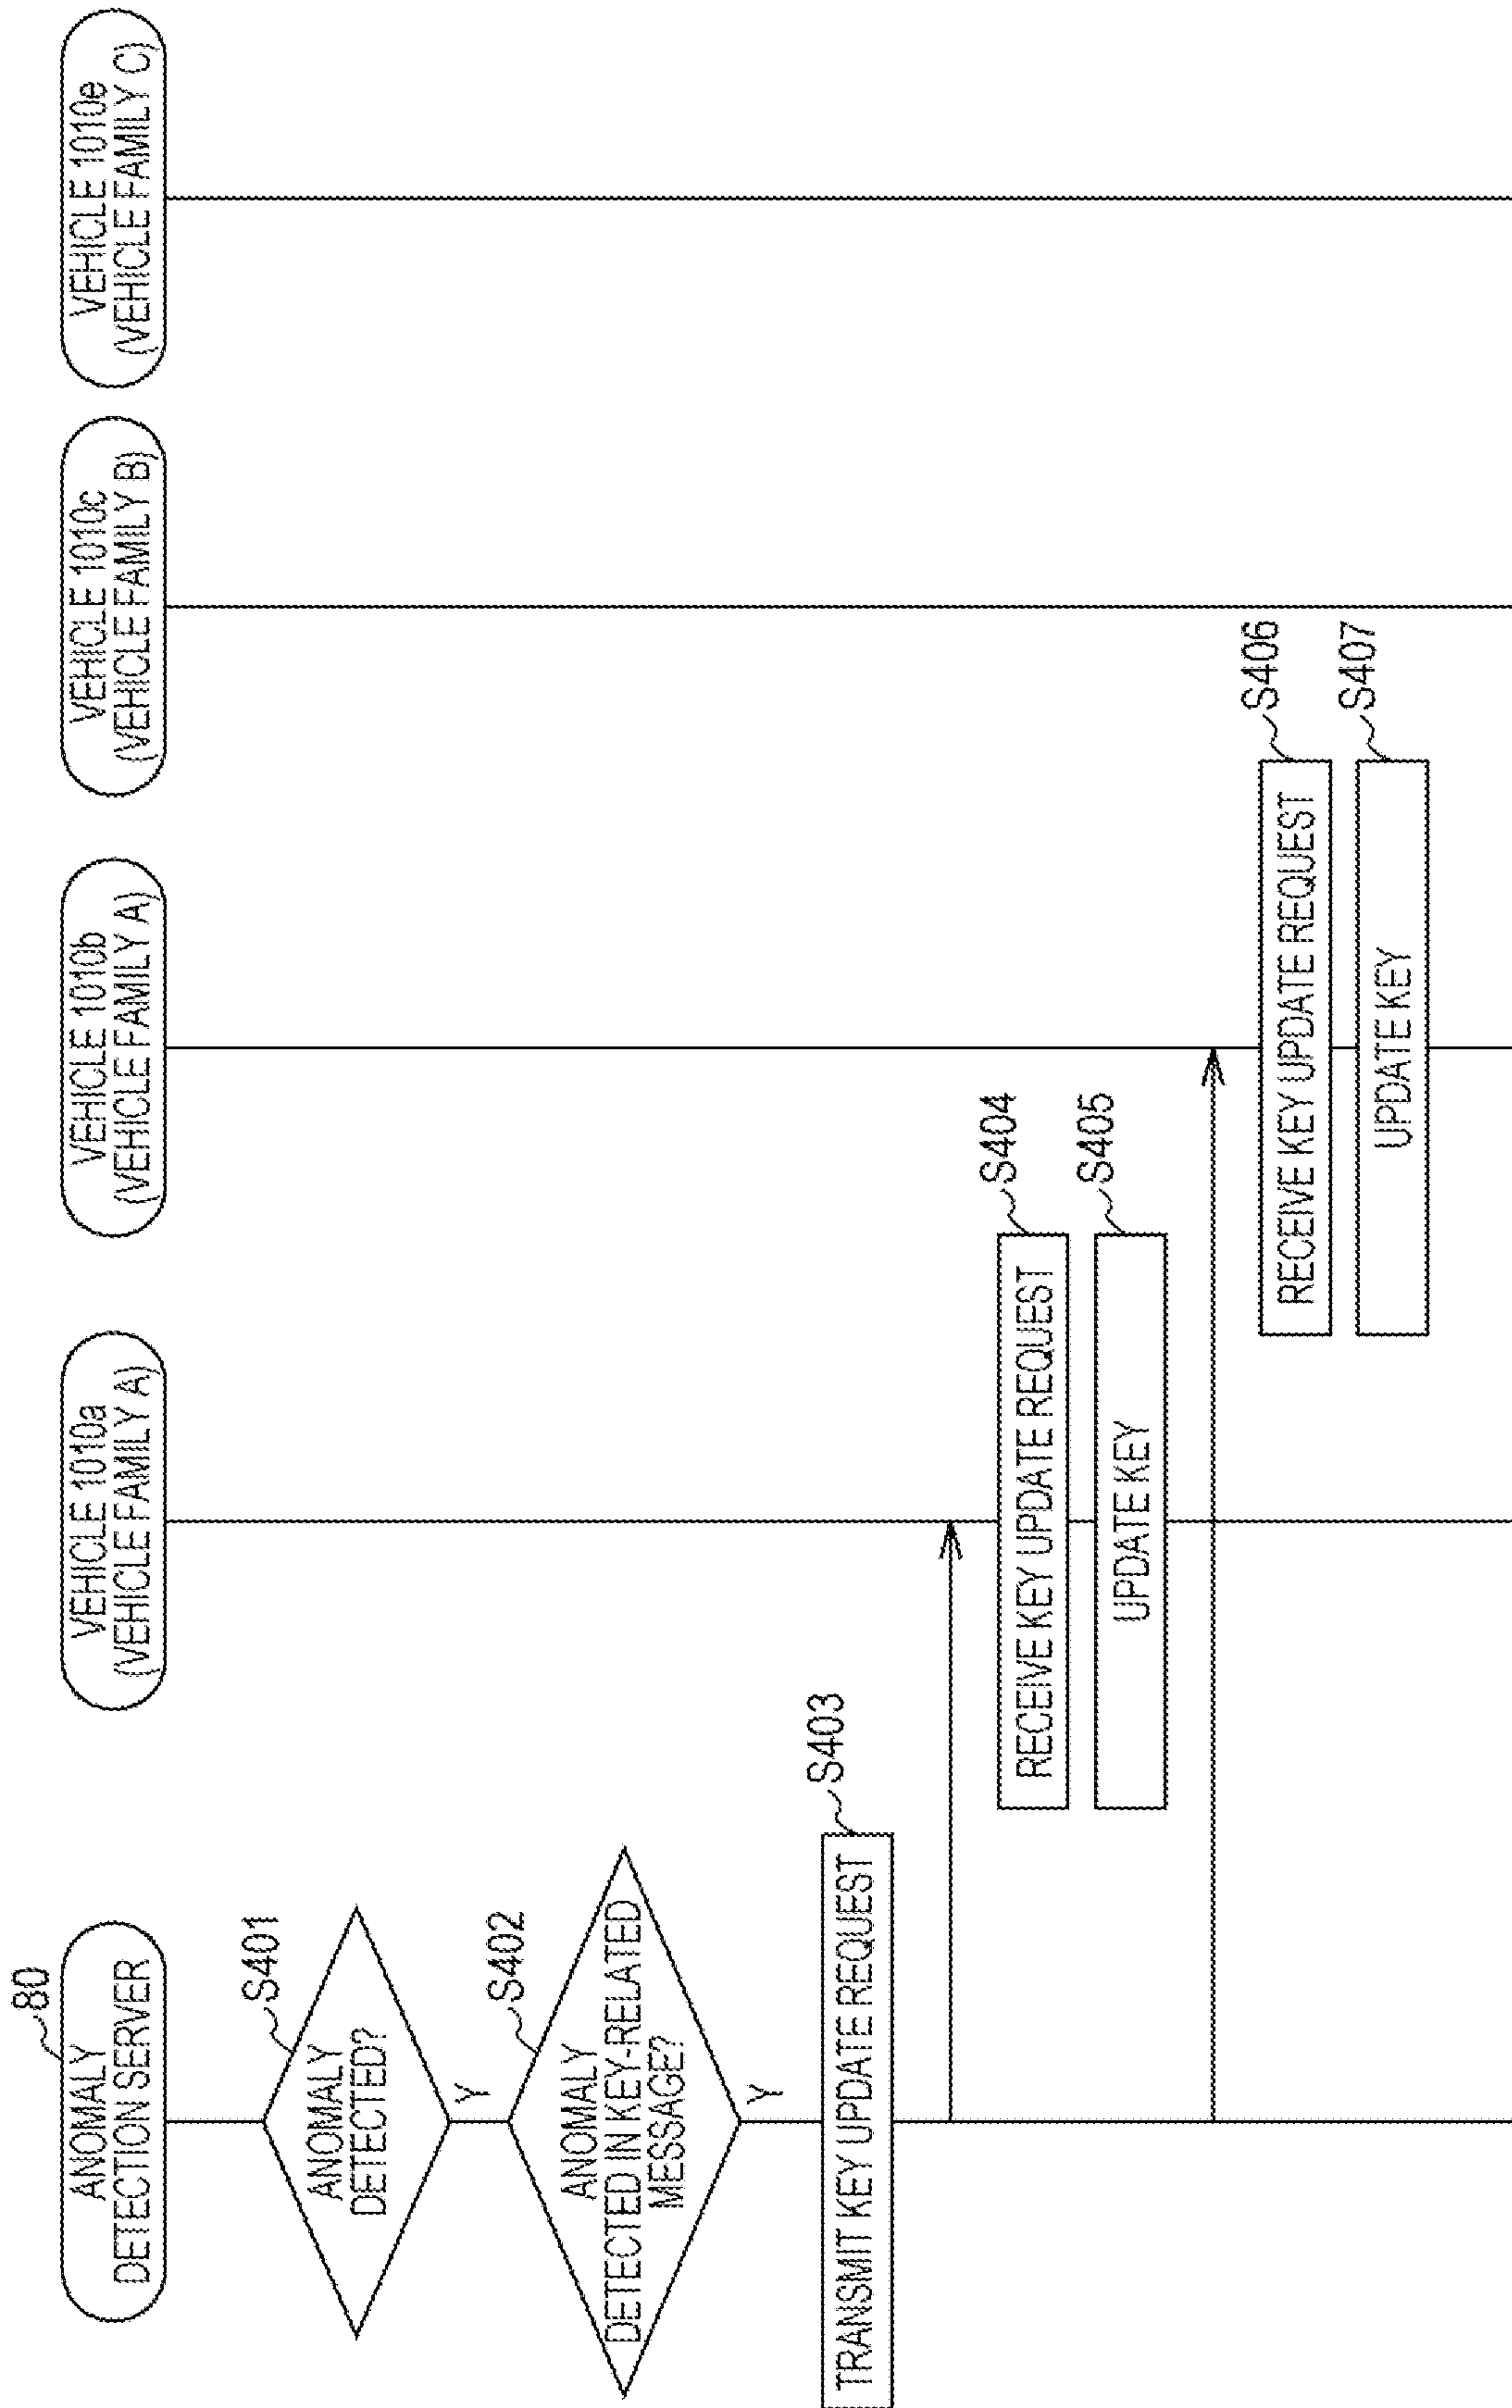 80
ANOMALY
DETECTION SERVER
VEHICLE 1010a
(VEHICLE FAMILY A)
VEHICLE 1010b
(VEHICLE FAMILY A)
VEHICLE 1010c
(VEHICLE FAMILY B)
VEHICLE 1010e
(VEHICLE FAMILY C)
S401
ANOMALY
DETECTED?
Y
S402
ANOMALY
DETECTED IN KEY-RELATED
MESSAGE?
Y
S403
TRANSMIT KEY UPDATE REQUEST
S404
RECEIVE KEY UPDATE REQUEST
S405
UPDATE KEY
S406
RECEIVE KEY UPDATE REQUEST
S407
UPDATE KEY